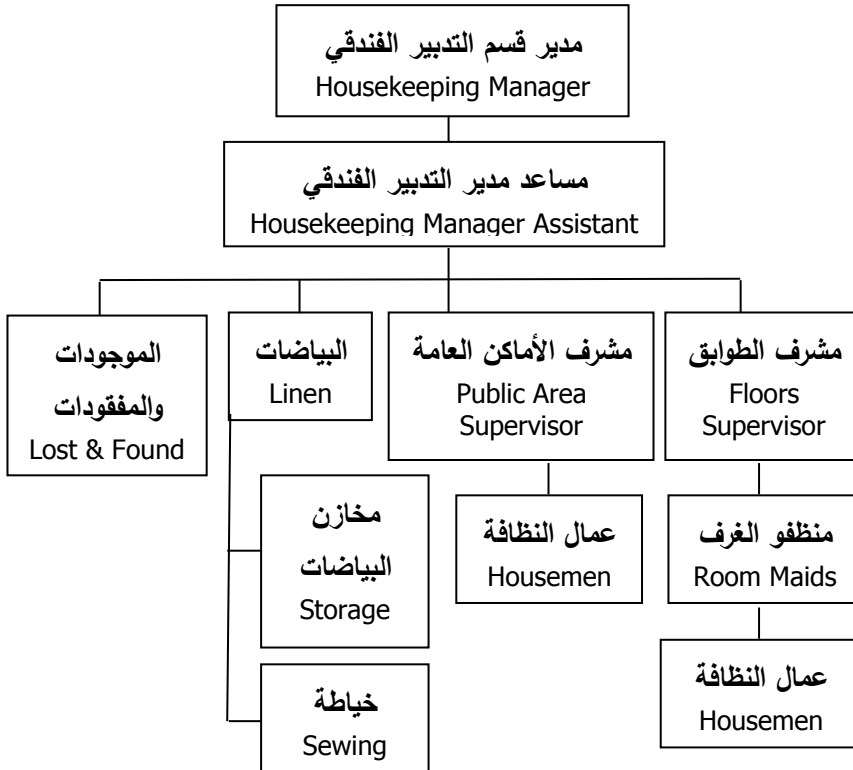 مدير قسم التدبير الفندقي
Housekeeping Manager
مساعد مدير التدبير الفندقي
Housekeeping Manager Assistant
الموجودات
والمفقودات
Lost & Found
البياضات
Linen
مشرف الأماكن العامة
Public Area
Supervisor
مشرف الطوابق
Floors
Supervisor
مخازن
البياضات
Storage
عمال النظافة
Housemen
منظفو الغرف
Room Maids
خياطة
Sewing
عمال النظافة
Housemen